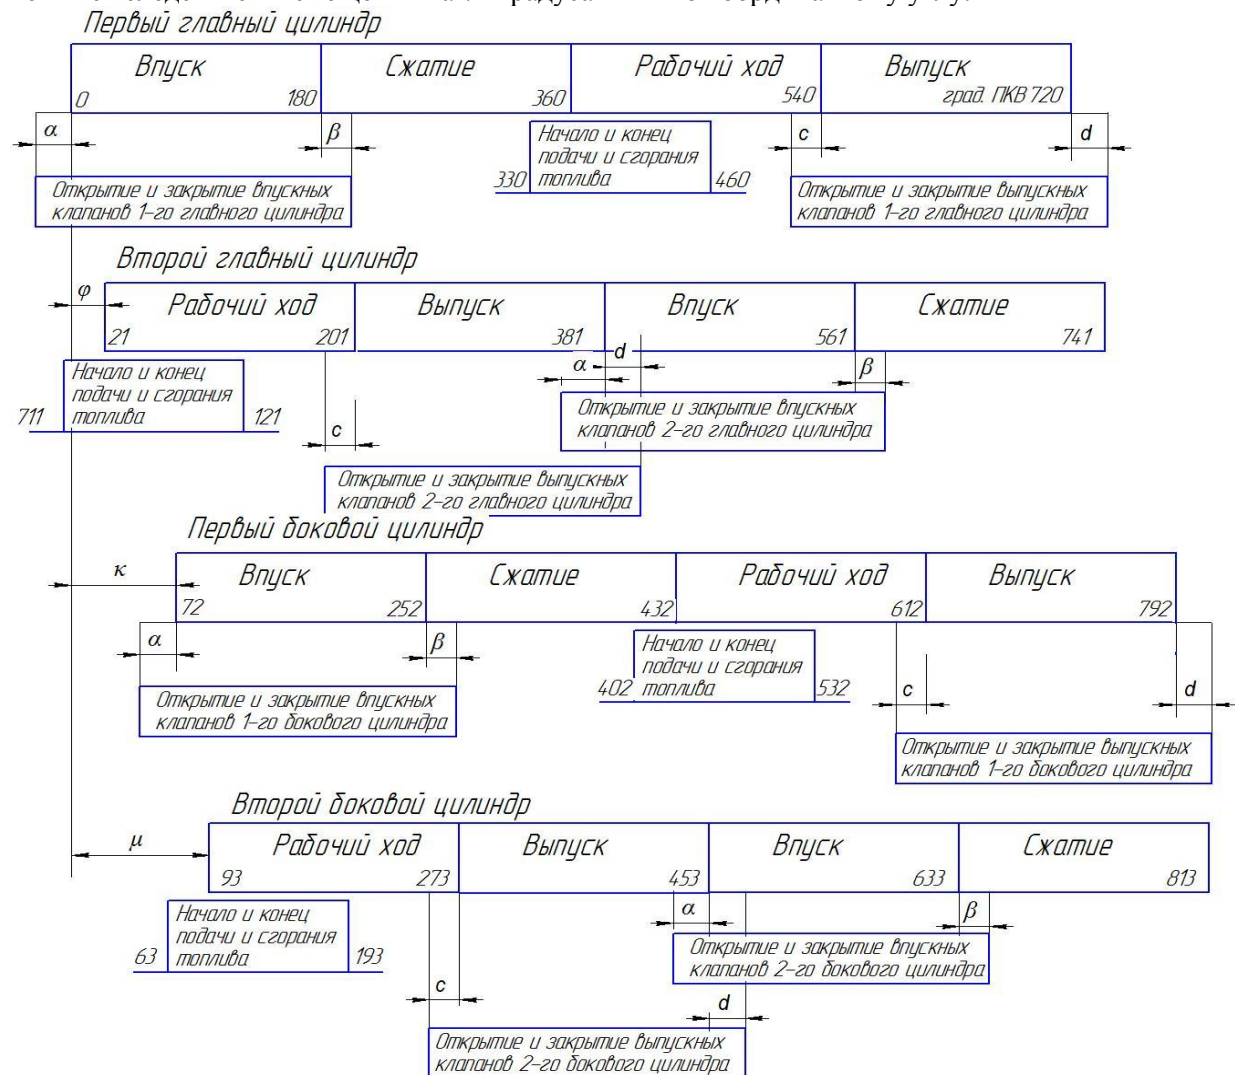 Первый главный цилиндр
Впуск Сжатие Рабочий ход Выпуск
0 180 360 540 град. ПКВ 720
α β c d
Начало и конец
подачи и сгорания
330 топлива 460
Открытие и закрытие впускных
клапанов 1-го главного цилиндра
Открытие и закрытие выпускных
клапанов 1-го главного цилиндра
Второй главный цилиндр
φ
Рабочий ход Выпуск Впуск Сжатие
21 201 381 561 741
Начало и конец
подачи и сгорания
711 топлива 121
c α d β
Открытие и закрытие впускных
клапанов 2-го главного цилиндра
Открытие и закрытие выпускных
клапанов 2-го главного цилиндра
Первый боковой цилиндр
κ
Впуск Сжатие Рабочий ход Выпуск
72 252 432 612 792
α β c d
Начало и конец
подачи и сгорания
402 топлива 532
Открытие и закрытие впускных
клапанов 1-го бокового цилиндра
Открытие и закрытие выпускных
клапанов 1-го бокового цилиндра
Второй боковой цилиндр
μ
Рабочий ход Выпуск Впуск Сжатие
93 273 453 633 813
Начало и конец
подачи и сгорания
63 топлива 193
α β
Открытие и закрытие впускных
клапанов 2-го бокового цилиндра
c d
Открытие и закрытие выпускных
клапанов 2-го бокового цилиндра